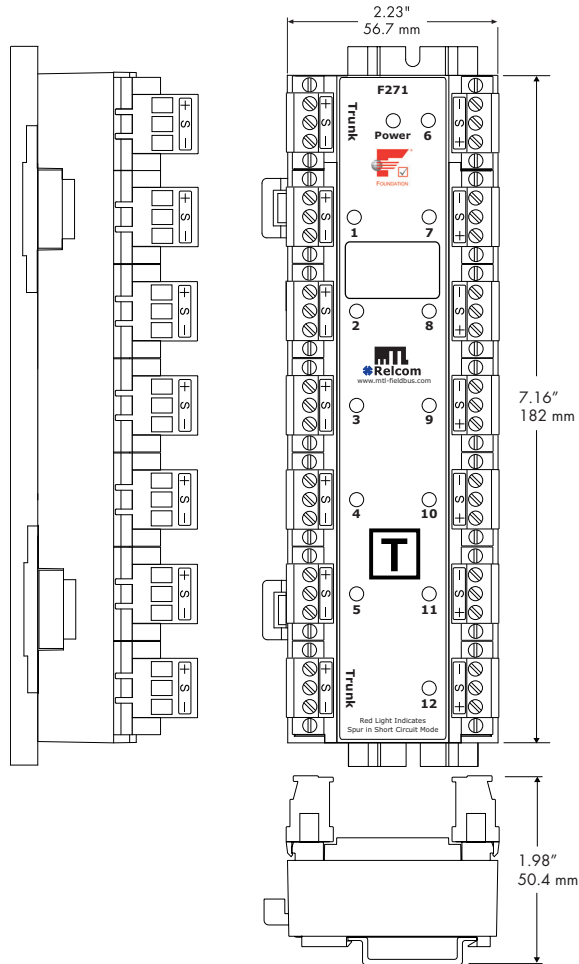 2.23”
56.7 mm
F271
Trunk
Power
6
FOUNDATION
1
7
2
8
MTL
Relcom
www.mtl-fieldbus.com
3
9
4
10
T
5
11
Trunk
12
Red Light Indicates
Spur in Short Circuit Mode
7.16”
182 mm
1.98”
50.4 mm
+ S –
+ S –
+ S –
+ S –
+ S –
+ S –
+ S –
+ S –
+ S –
+ S –
+ S –
+ S –
+ S –
+ S –
– S +
– S +
– S +
– S +
– S +
– S +
– S +